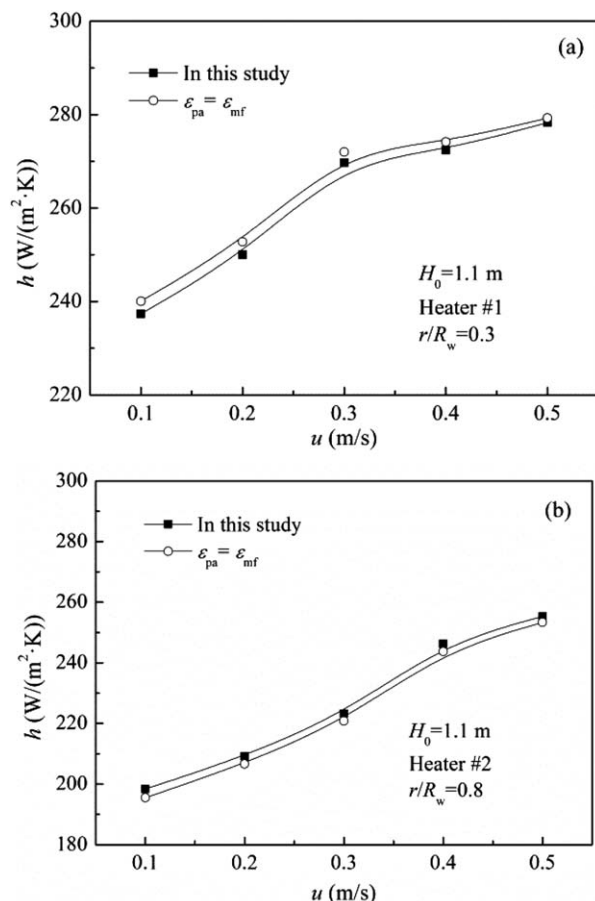 300
(a)
In this study
εpa= εmf
280
260
h (W/(m²·K))
H0=1.1 m
Heater #1
240
r/Rw=0.3
220
0.1 0.2 0.3 0.4 0.5
u (m/s)
300
(b)
In this study
280
εpa= εmf
260
240
h (W/(m²·K))
220
H0=1.1 m
Heater #2
200
r/Rw=0.8
180
0.1 0.2 0.3 0.4 0.5
u (m/s)